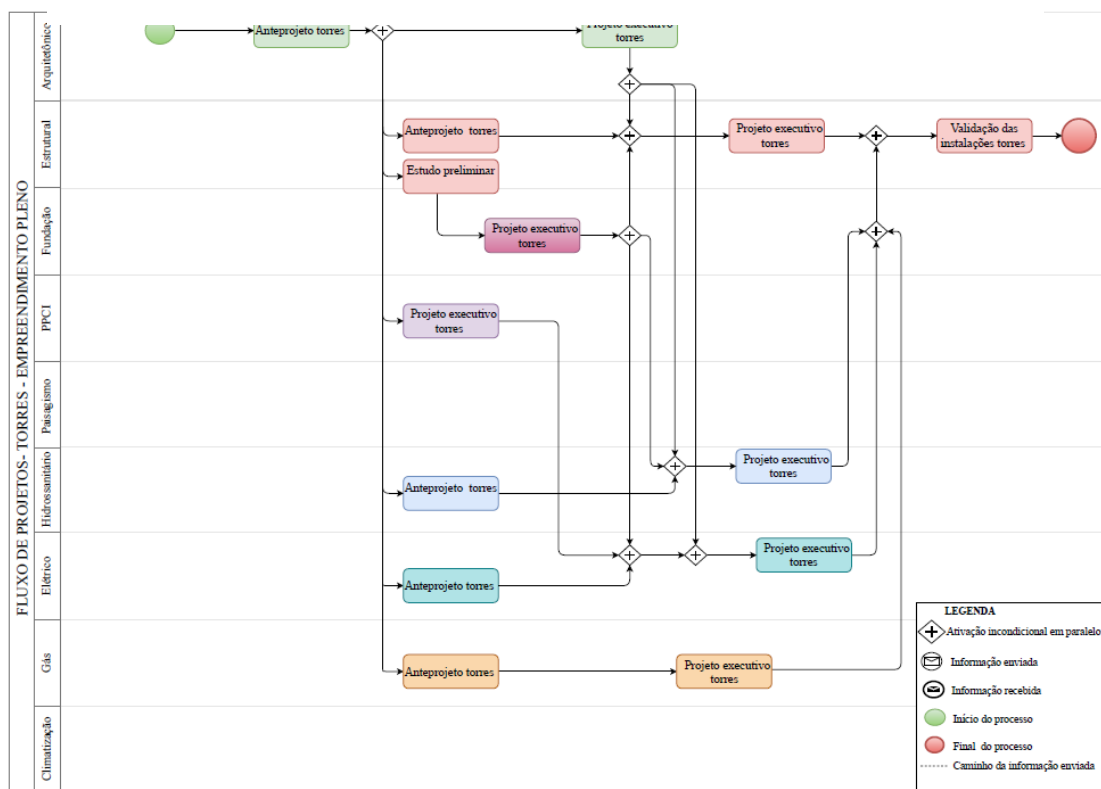 FLUXO DE PROJETOS- TORRES - EMPREENDIMENTO PLENO
Arquitetônico
Anteprojeto torres
Projeto executivo
torres
Estrutural
Anteprojeto  torres
Projeto executivo
torres
Validação das
instalações torres
Estudo preliminar
Fundação
Projeto executivo
torres
PPCI
Projeto executivo
torres
Paisagismo
Hidrossanitário
Anteprojeto  torres
Projeto executivo
torres
Elétrico
Anteprojeto torres
Projeto executivo
torres
Gás
Anteprojeto torres
Projeto executivo
torres
Climatização
LEGENDA
Ativação incondicional em paralelo
Informação enviada
Informação recebida
Início do processo
Final  do processo
Caminho da informação enviada